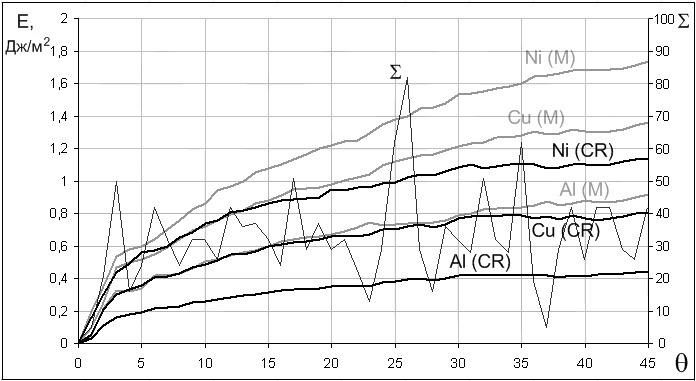 E, 2 100 Σ
Дж/м² 1,8 90
Ni (M)
Σ
1,6 80
1,4 70
Cu (M)
1,2 60
Ni (CR)
1 50
Al (M)
0,8 40
Cu (CR)
0,6 30
Al (CR)
0,4 20
0,2 10
0 0
0 5 10 15 20 25 30 35 40 45 θ